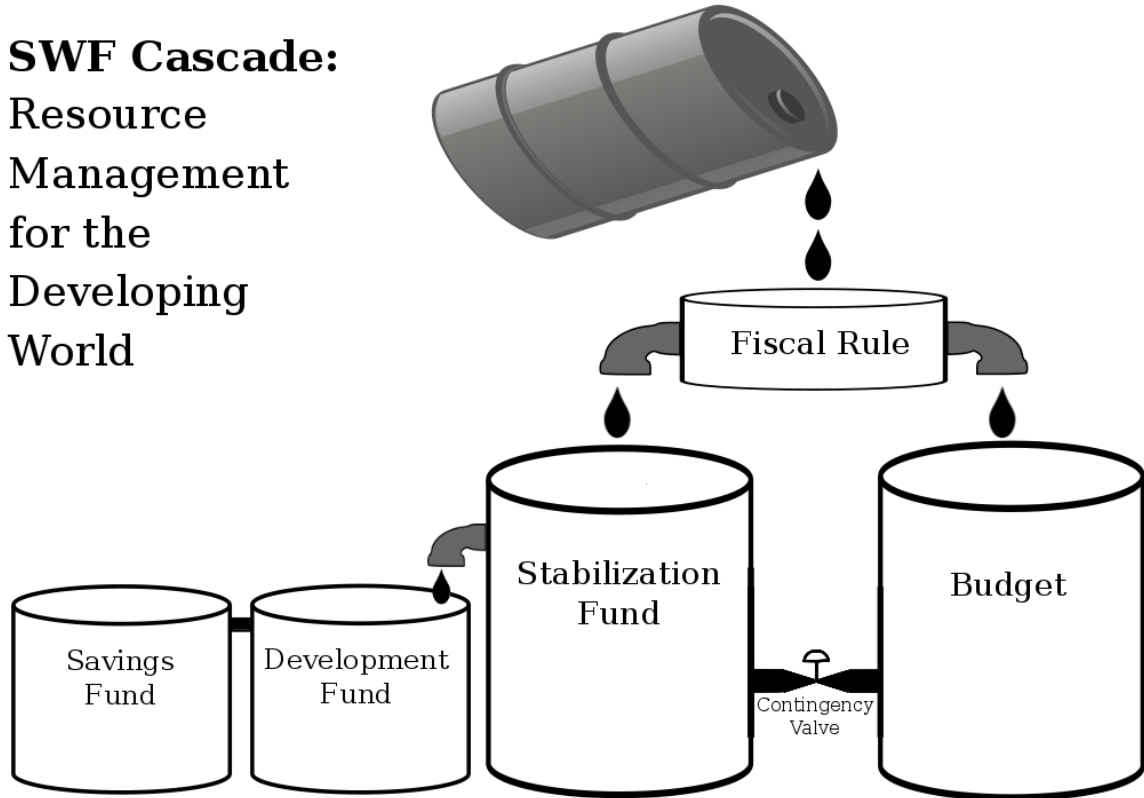 SWF Cascade:
Resource
Management
for the
Developing
World
Fiscal Rule
Stabilization
Fund
Budget
Savings
Fund
Development
Fund
Contingency
Valve